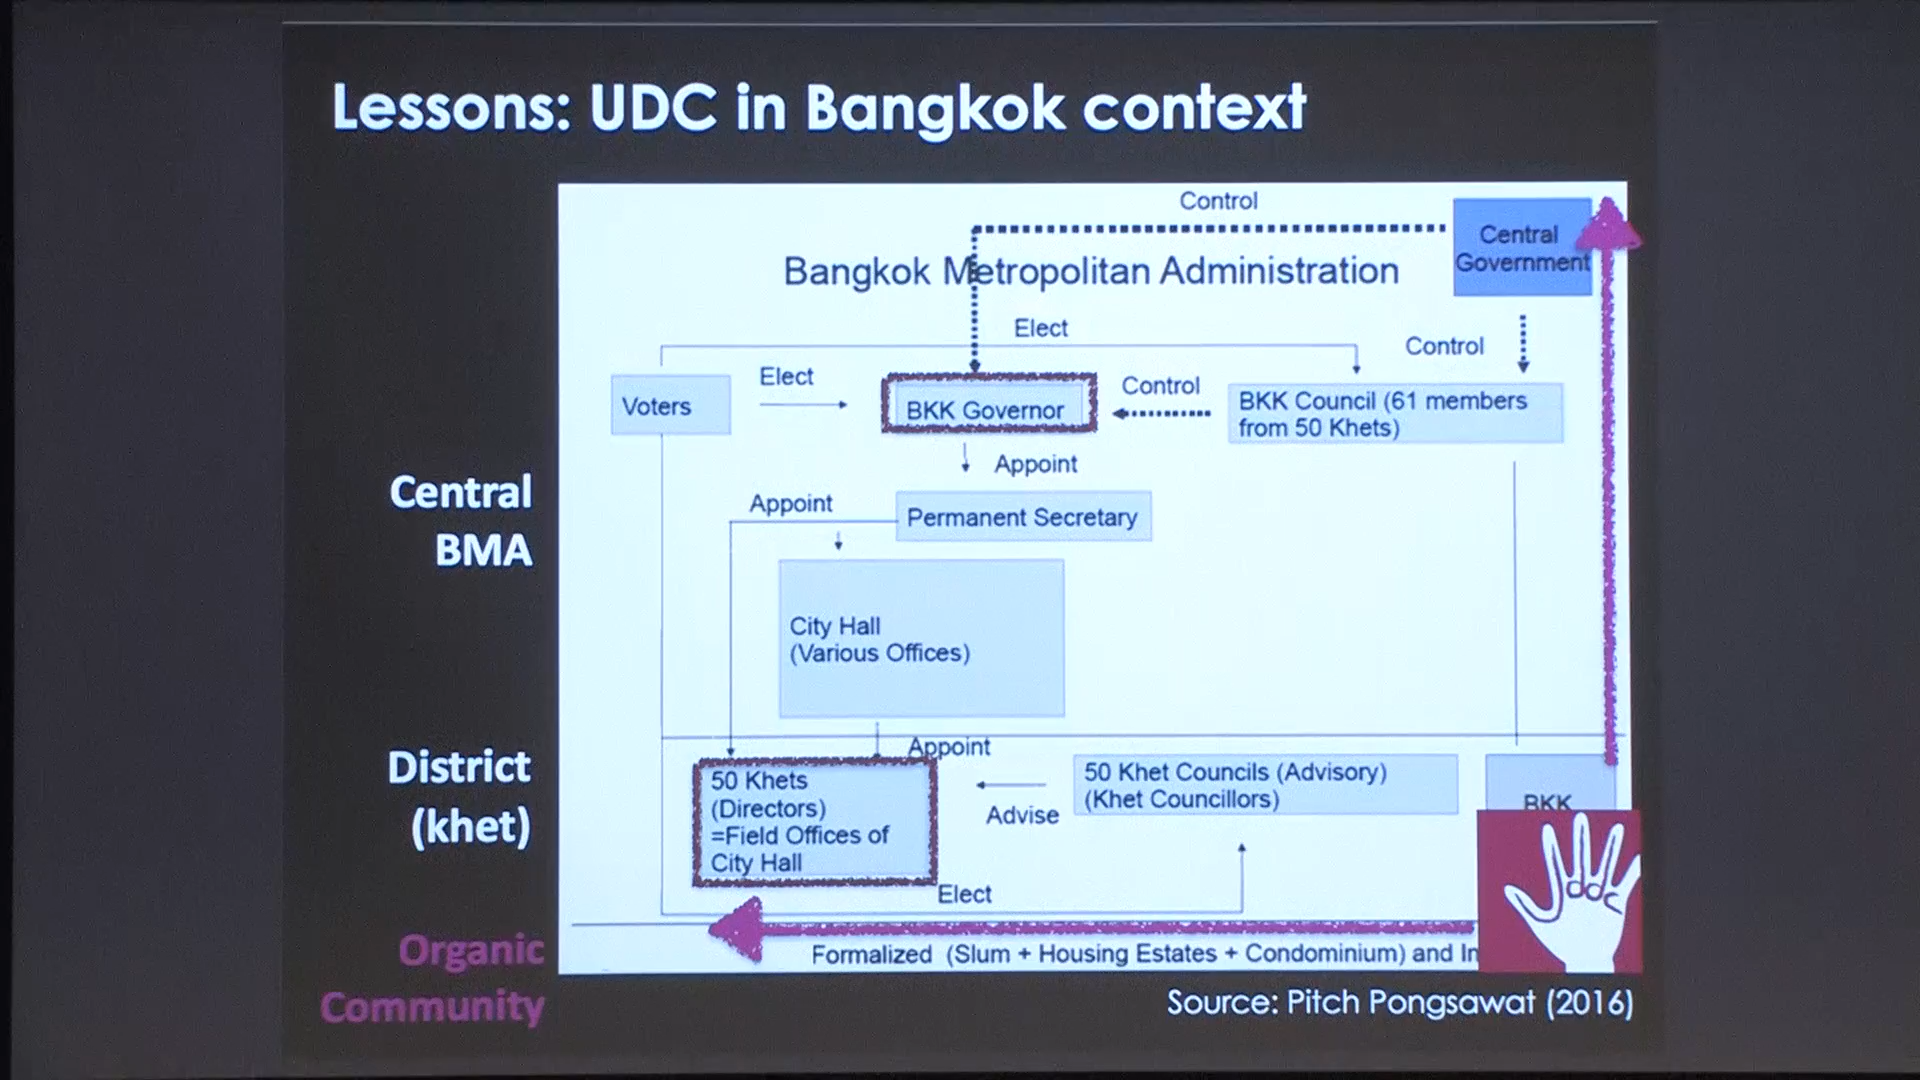 Lessons: UDC in Bangkok context
Control
Central
Government
Bangkok Metropolitan Administration
Elect
Control
Elect
Control
Voters
BKK Governor
BKK Council (61 members
from 50 Khets)
Appoint
Central
BMA
Appoint
Permanent Secretary
City Hall
(Various Offices)
Appoint
District
(khet)
50 Khets
(Directors)
=Field Offices of
City Hall
50 Khet Councils (Advisory)
(Khet Councillors)
BKK
Advise
Elect
udc
Organic
Community
Formalized (Slum + Housing Estates + Condominium) and In
Source: Pitch Pongsawat (2016)